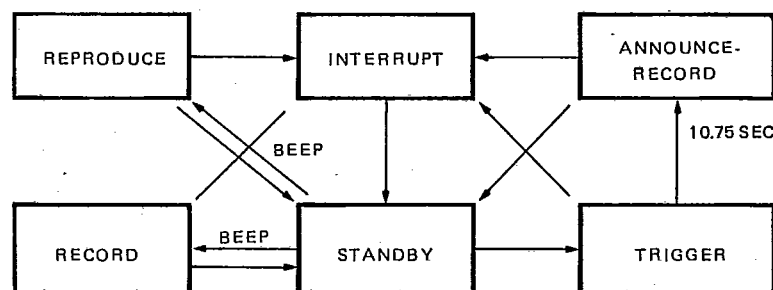 REPRODUCE
INTERRUPT
ANNOUNCE-
RECORD
BEEP
10.75 SEC
RECORD
BEEP
STANDBY
TRIGGER